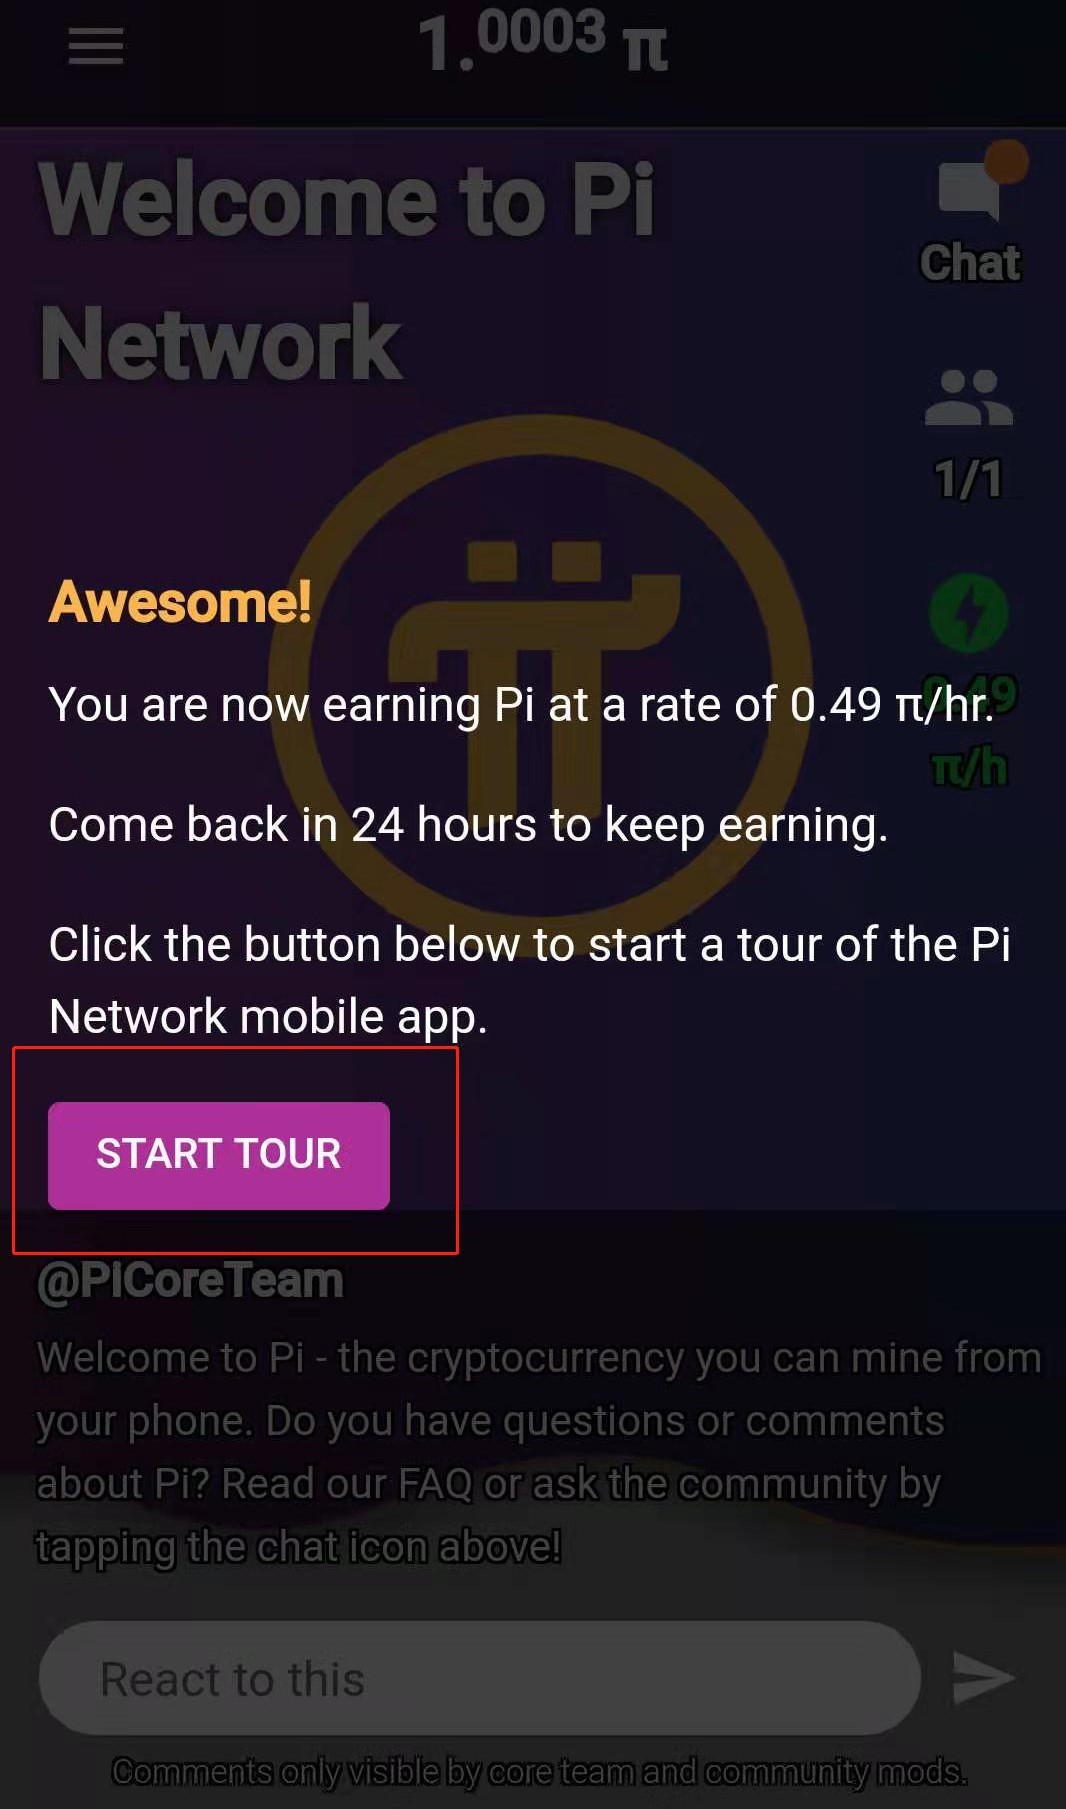 1.0003 π
Welcome to Pi
Network
Chat
1/1
Awesome!
You are now earning Pi at a rate of 0.49 π/hr.
0.49
π/h
Come back in 24 hours to keep earning.
Click the button below to start a tour of the Pi
Network mobile app.
START TOUR
@PiCoreTeam
Welcome to Pi - the cryptocurrency you can mine from
your phone. Do you have questions or comments
about Pi? Read our FAQ or ask the community by
tapping the chat icon above!
React to this
Comments only visible by core team and community mods.